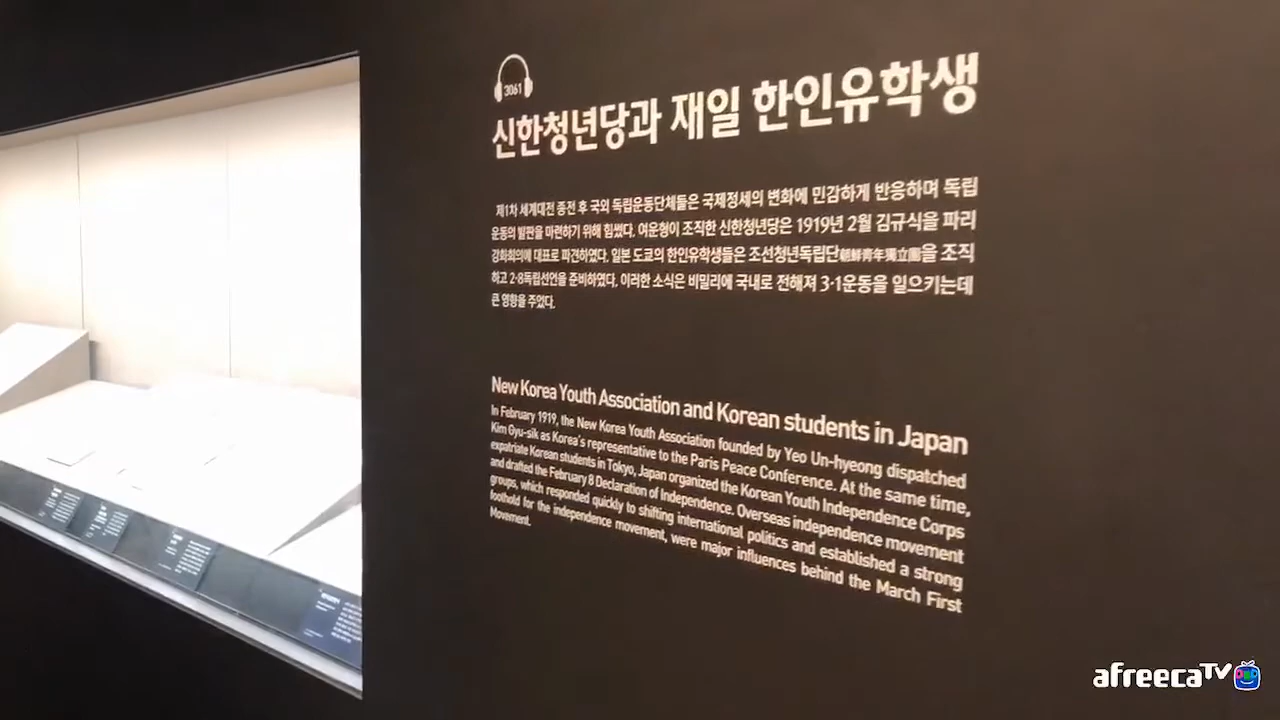 3061
신한청년당과 재일 한인유학생
제1차 세계대전 종전 후 국외 독립운동단체들은 국제정세의 변화에 민감하게 반응하며 독립
운동의 발판을 마련하기 위해 힘썼다. 여운형이 조직한 신한청년당은 1919년 2월 김규식을 파리
강화회의에 대표로 파견하였다. 일본 도쿄의 한인유학생들은 조선청년독립단朝鮮靑年獨立團을 조직
하고 2·8독립선언을 준비하였다. 이러한 소식은 비밀리에 국내로 전해져 3·1운동을 일으키는데
큰 영향을 주었다.
New Korea Youth Association and Korean students in Japan
In February 1919, the New Korea Youth Association founded by Yeo Un-hyeong dispatched
Kim Gyu-sik as Korea's representative to the Paris Peace Conference. At the same time,
expatriate Korean students in Tokyo, Japan organized the Korean Youth Independence Corps
and drafted the February 8 Declaration of Independence. Overseas independence movement
groups, which responded quickly to shifting international politics and established a strong
foothold for the independence movement, were major influences behind the March First
Movement.
afreecaTV